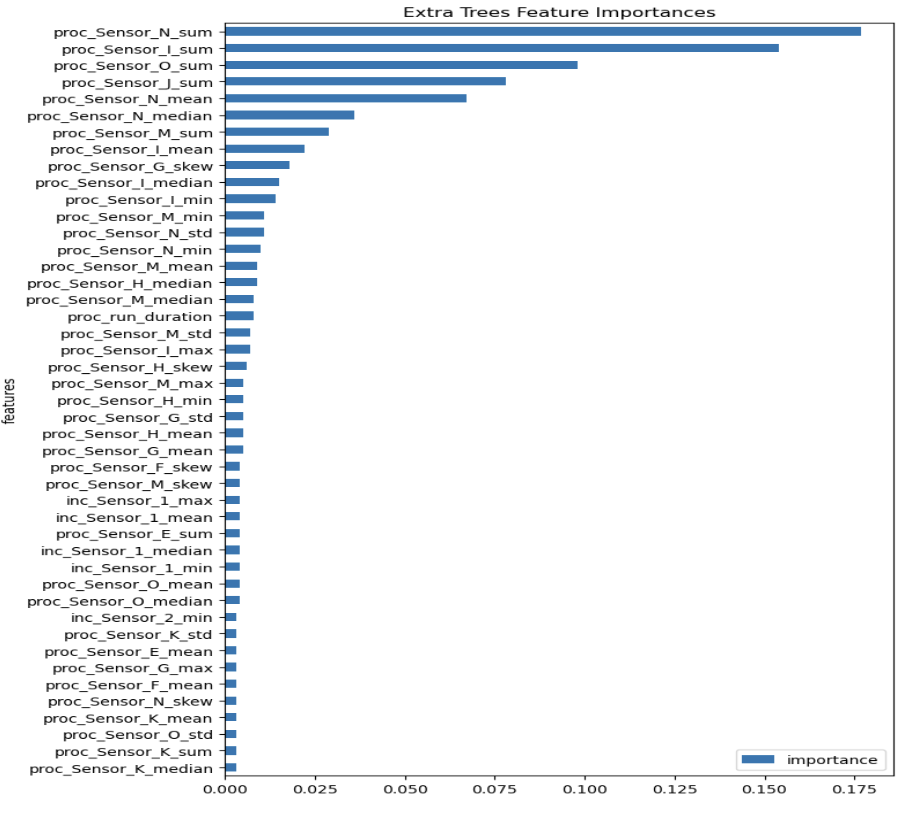 Extra Trees Feature Importances
proc_Sensor_N_sum
proc_Sensor_I_sum
proc_Sensor_O_sum
proc_Sensor_J_sum
proc_Sensor_N_mean
proc_Sensor_N_median
proc_Sensor_M_sum
proc_Sensor_I_mean
proc_Sensor_G_skew
proc_Sensor_I_median
proc_Sensor_I_min
proc_Sensor_M_min
proc_Sensor_N_std
proc_Sensor_N_min
proc_Sensor_M_mean
proc_Sensor_H_median
proc_Sensor_M_median
proc_run_duration
proc_Sensor_M_std
proc_Sensor_I_max
proc_Sensor_H_skew
proc_Sensor_M_max
proc_Sensor_H_min
proc_Sensor_G_std
proc_Sensor_H_mean
proc_Sensor_G_mean
proc_Sensor_F_skew
proc_Sensor_M_skew
inc_Sensor_1_max
inc_Sensor_1_mean
proc_Sensor_E_sum
inc_Sensor_1_median
inc_Sensor_1_min
proc_Sensor_O_mean
proc_Sensor_O_median
inc_Sensor_2_min
proc_Sensor_K_std
proc_Sensor_E_mean
proc_Sensor_G_max
proc_Sensor_F_mean
proc_Sensor_N_skew
proc_Sensor_K_mean
proc_Sensor_O_std
proc_Sensor_K_sum
proc_Sensor_K_median
features
importance
0.000 0.025 0.050 0.075 0.100 0.125 0.150 0.175